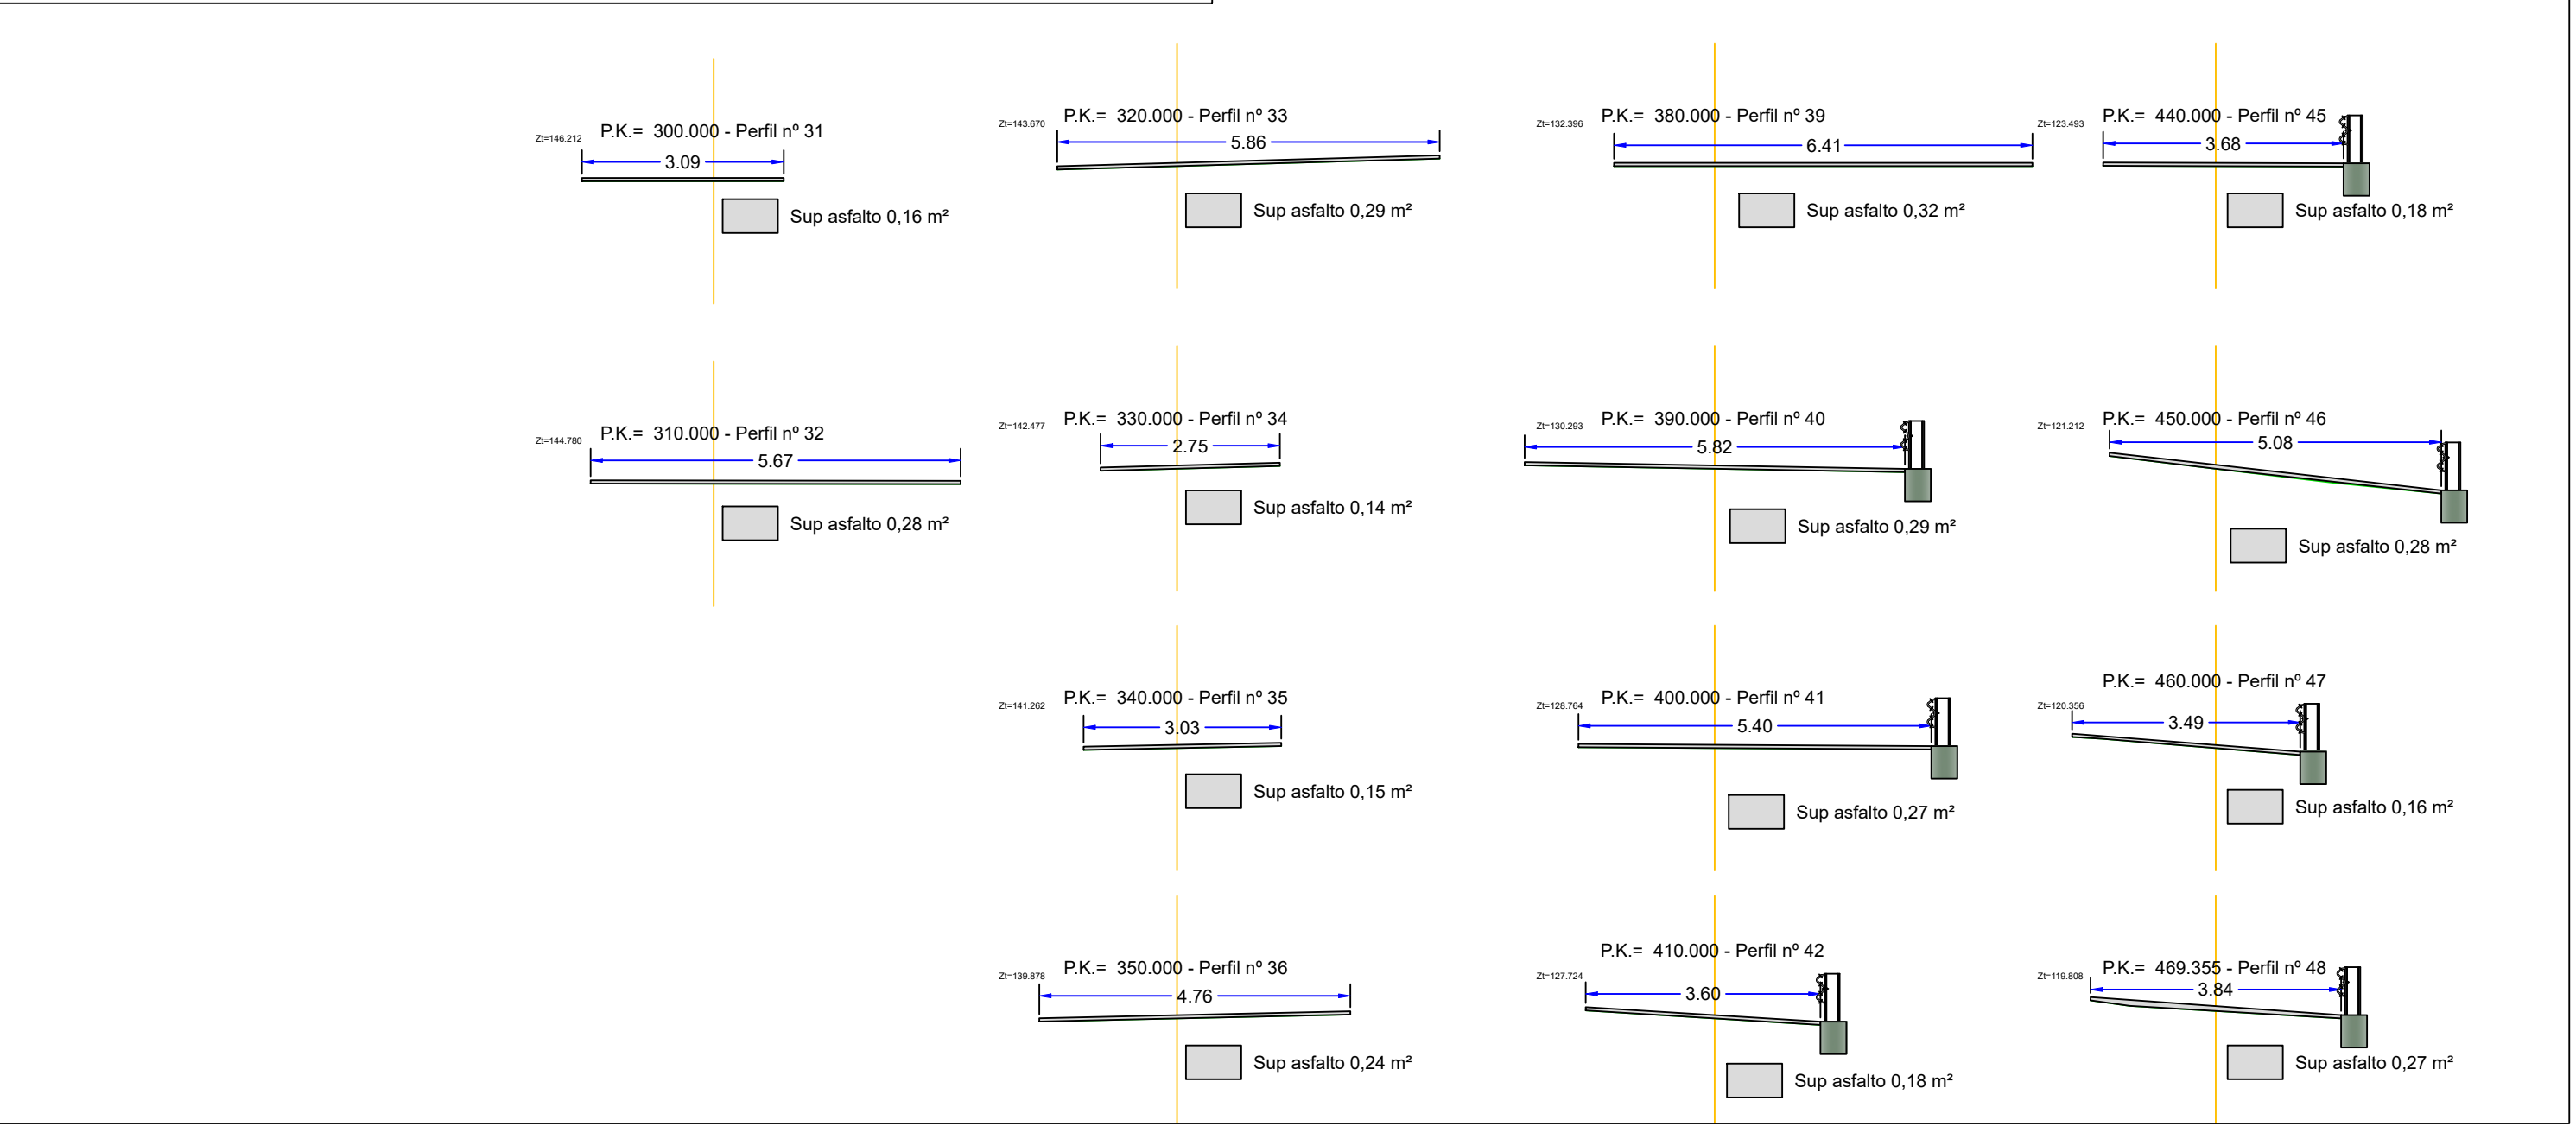 Zt=146.212
P.K.= 300.000 - Perfil nº 31
3.09
Sup asfalto 0,16 m²
Zt=144.780
P.K.= 310.000 - Perfil nº 32
5.67
Sup asfalto 0,28 m²
Zt=143.670
P.K.= 320.000 - Perfil nº 33
5.86
Sup asfalto 0,29 m²
Zt=142.477
P.K.= 330.000 - Perfil nº 34
2.75
Sup asfalto 0,14 m²
Zt=141.262
P.K.= 340.000 - Perfil nº 35
3.03
Sup asfalto 0,15 m²
Zt=139.878
P.K.= 350.000 - Perfil nº 36
4.76
Sup asfalto 0,24 m²
Zt=132.396
P.K.= 380.000 - Perfil nº 39
6.41
Sup asfalto 0,32 m²
Zt=130.293
P.K.= 390.000 - Perfil nº 40
5.82
Sup asfalto 0,29 m²
Zt=128.764
P.K.= 400.000 - Perfil nº 41
5.40
Sup asfalto 0,27 m²
Zt=127.724
P.K.= 410.000 - Perfil nº 42
3.60
Sup asfalto 0,18 m²
Zt=123.493
P.K.= 440.000 - Perfil nº 45
3.68
Sup asfalto 0,18 m²
Zt=121.212
P.K.= 450.000 - Perfil nº 46
5.08
Sup asfalto 0,28 m²
Zt=120.356
P.K.= 460.000 - Perfil nº 47
3.49
Sup asfalto 0,16 m²
Zt=119.808
P.K.= 469.355 - Perfil nº 48
3.84
Sup asfalto 0,27 m²